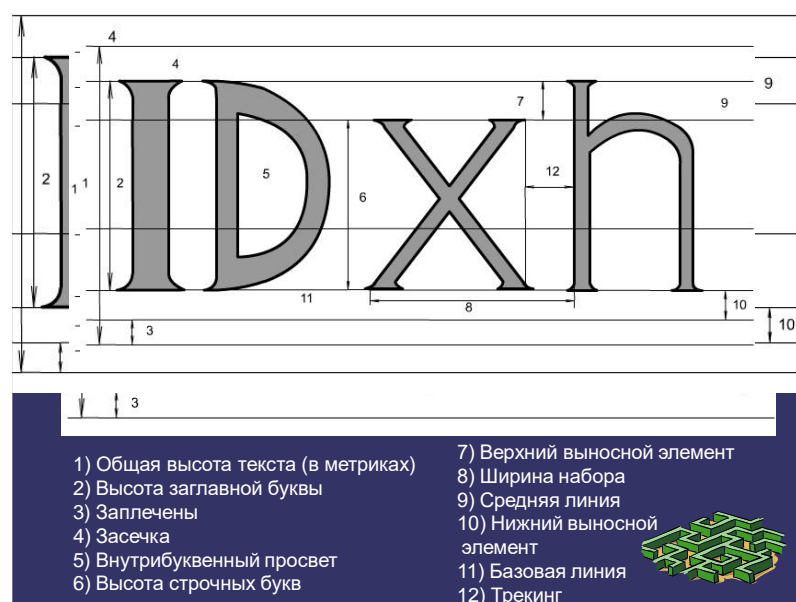 4
4
9
7
9
2
1
1
2
5
12
6
11
8
10
10
3
3
1) Общая высота текста (в метриках)
2) Высота заглавной буквы
3) Заплечены
4) Засечка
5) Внутрибуквенный просвет
6) Высота строчных букв
7) Верхний выносной элемент
8) Ширина набора
9) Средняя линия
10) Нижний выносной
элемент
11) Базовая линия
12) Трекинг